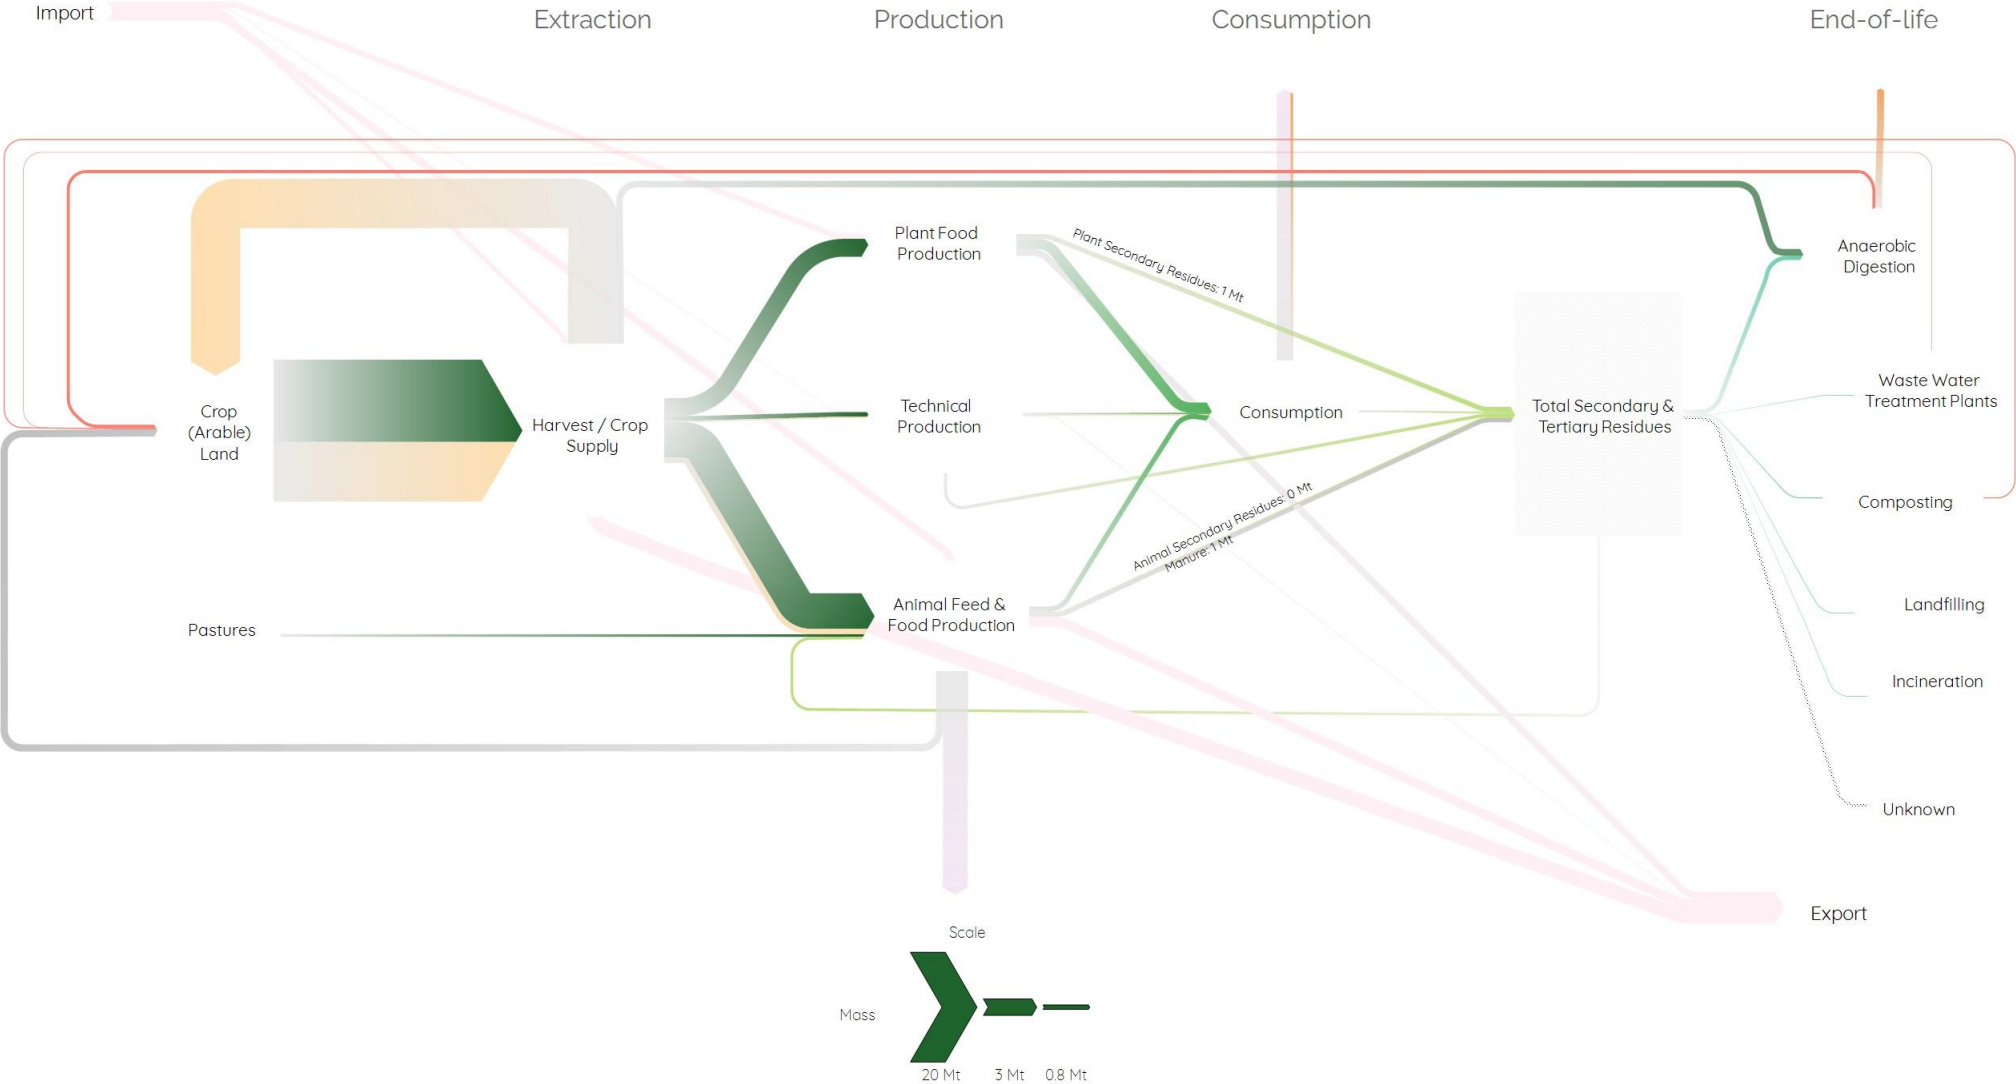 Import
Extraction
Production
Consumption
End-of-life
Plant Food
Production
Plant Secondary Residues: 1 Mt
Anaerobic
Digestion
Crop
(Arable)
Land
Harvest / Crop
Supply
Technical
Production
Consumption
Total Secondary &
Tertiary Residues
Waste Water
Treatment Plants
Composting
Animal Secondary Residues: 0 Mt
Manure: 1 Mt
Pastures
Animal Feed &
Food Production
Landfilling
Incineration
Unknown
Export
Scale
Mass
20 Mt
3 Mt
0.8 Mt